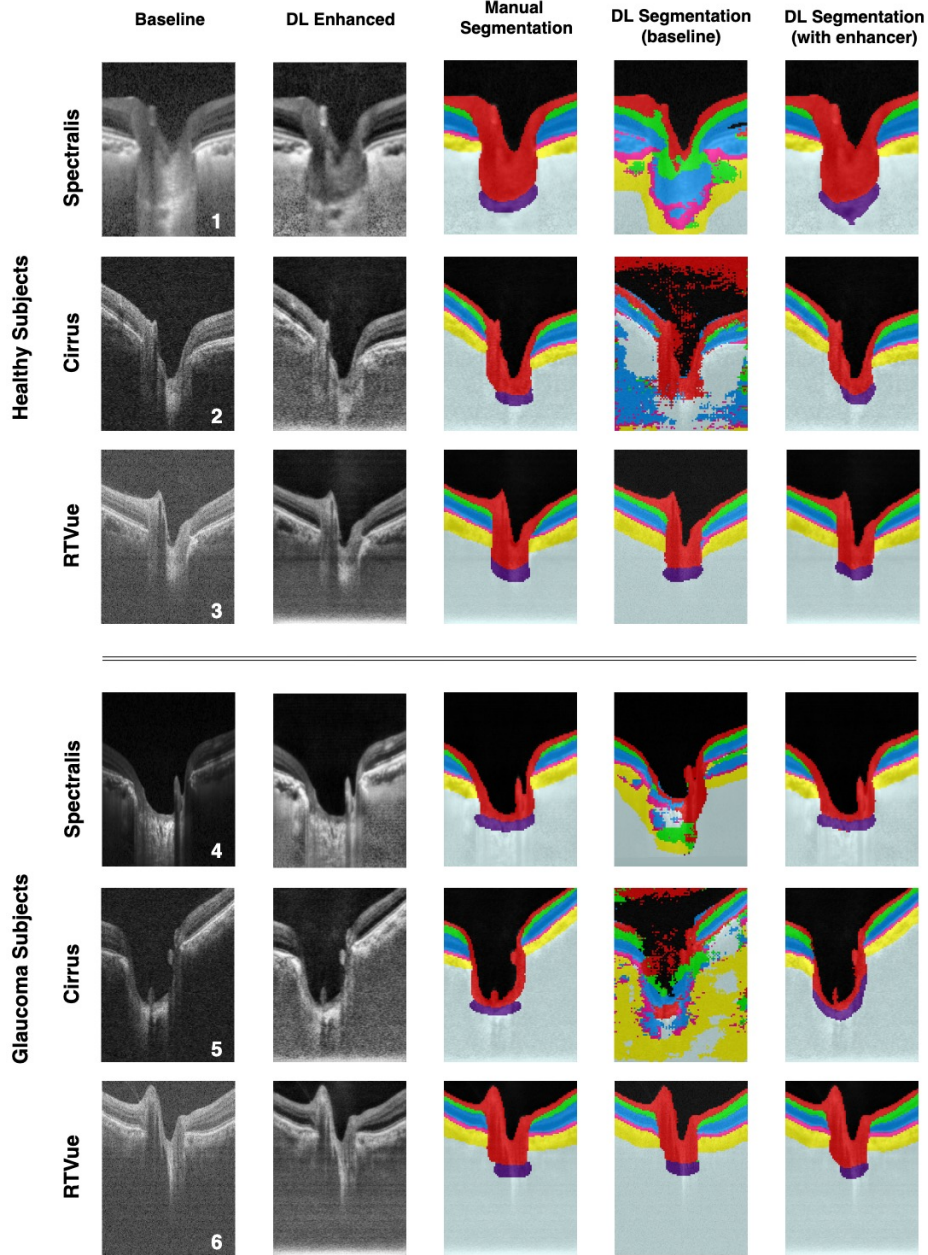 Baseline
DL Enhanced
Manual
Segmentation
DL Segmentation
(baseline)
DL Segmentation
(with enhancer)
Healthy Subjects
Spectralis
1
Cirrus
2
RTVue
3
Glaucoma Subjects
Spectralis
4
Cirrus
5
RTVue
6